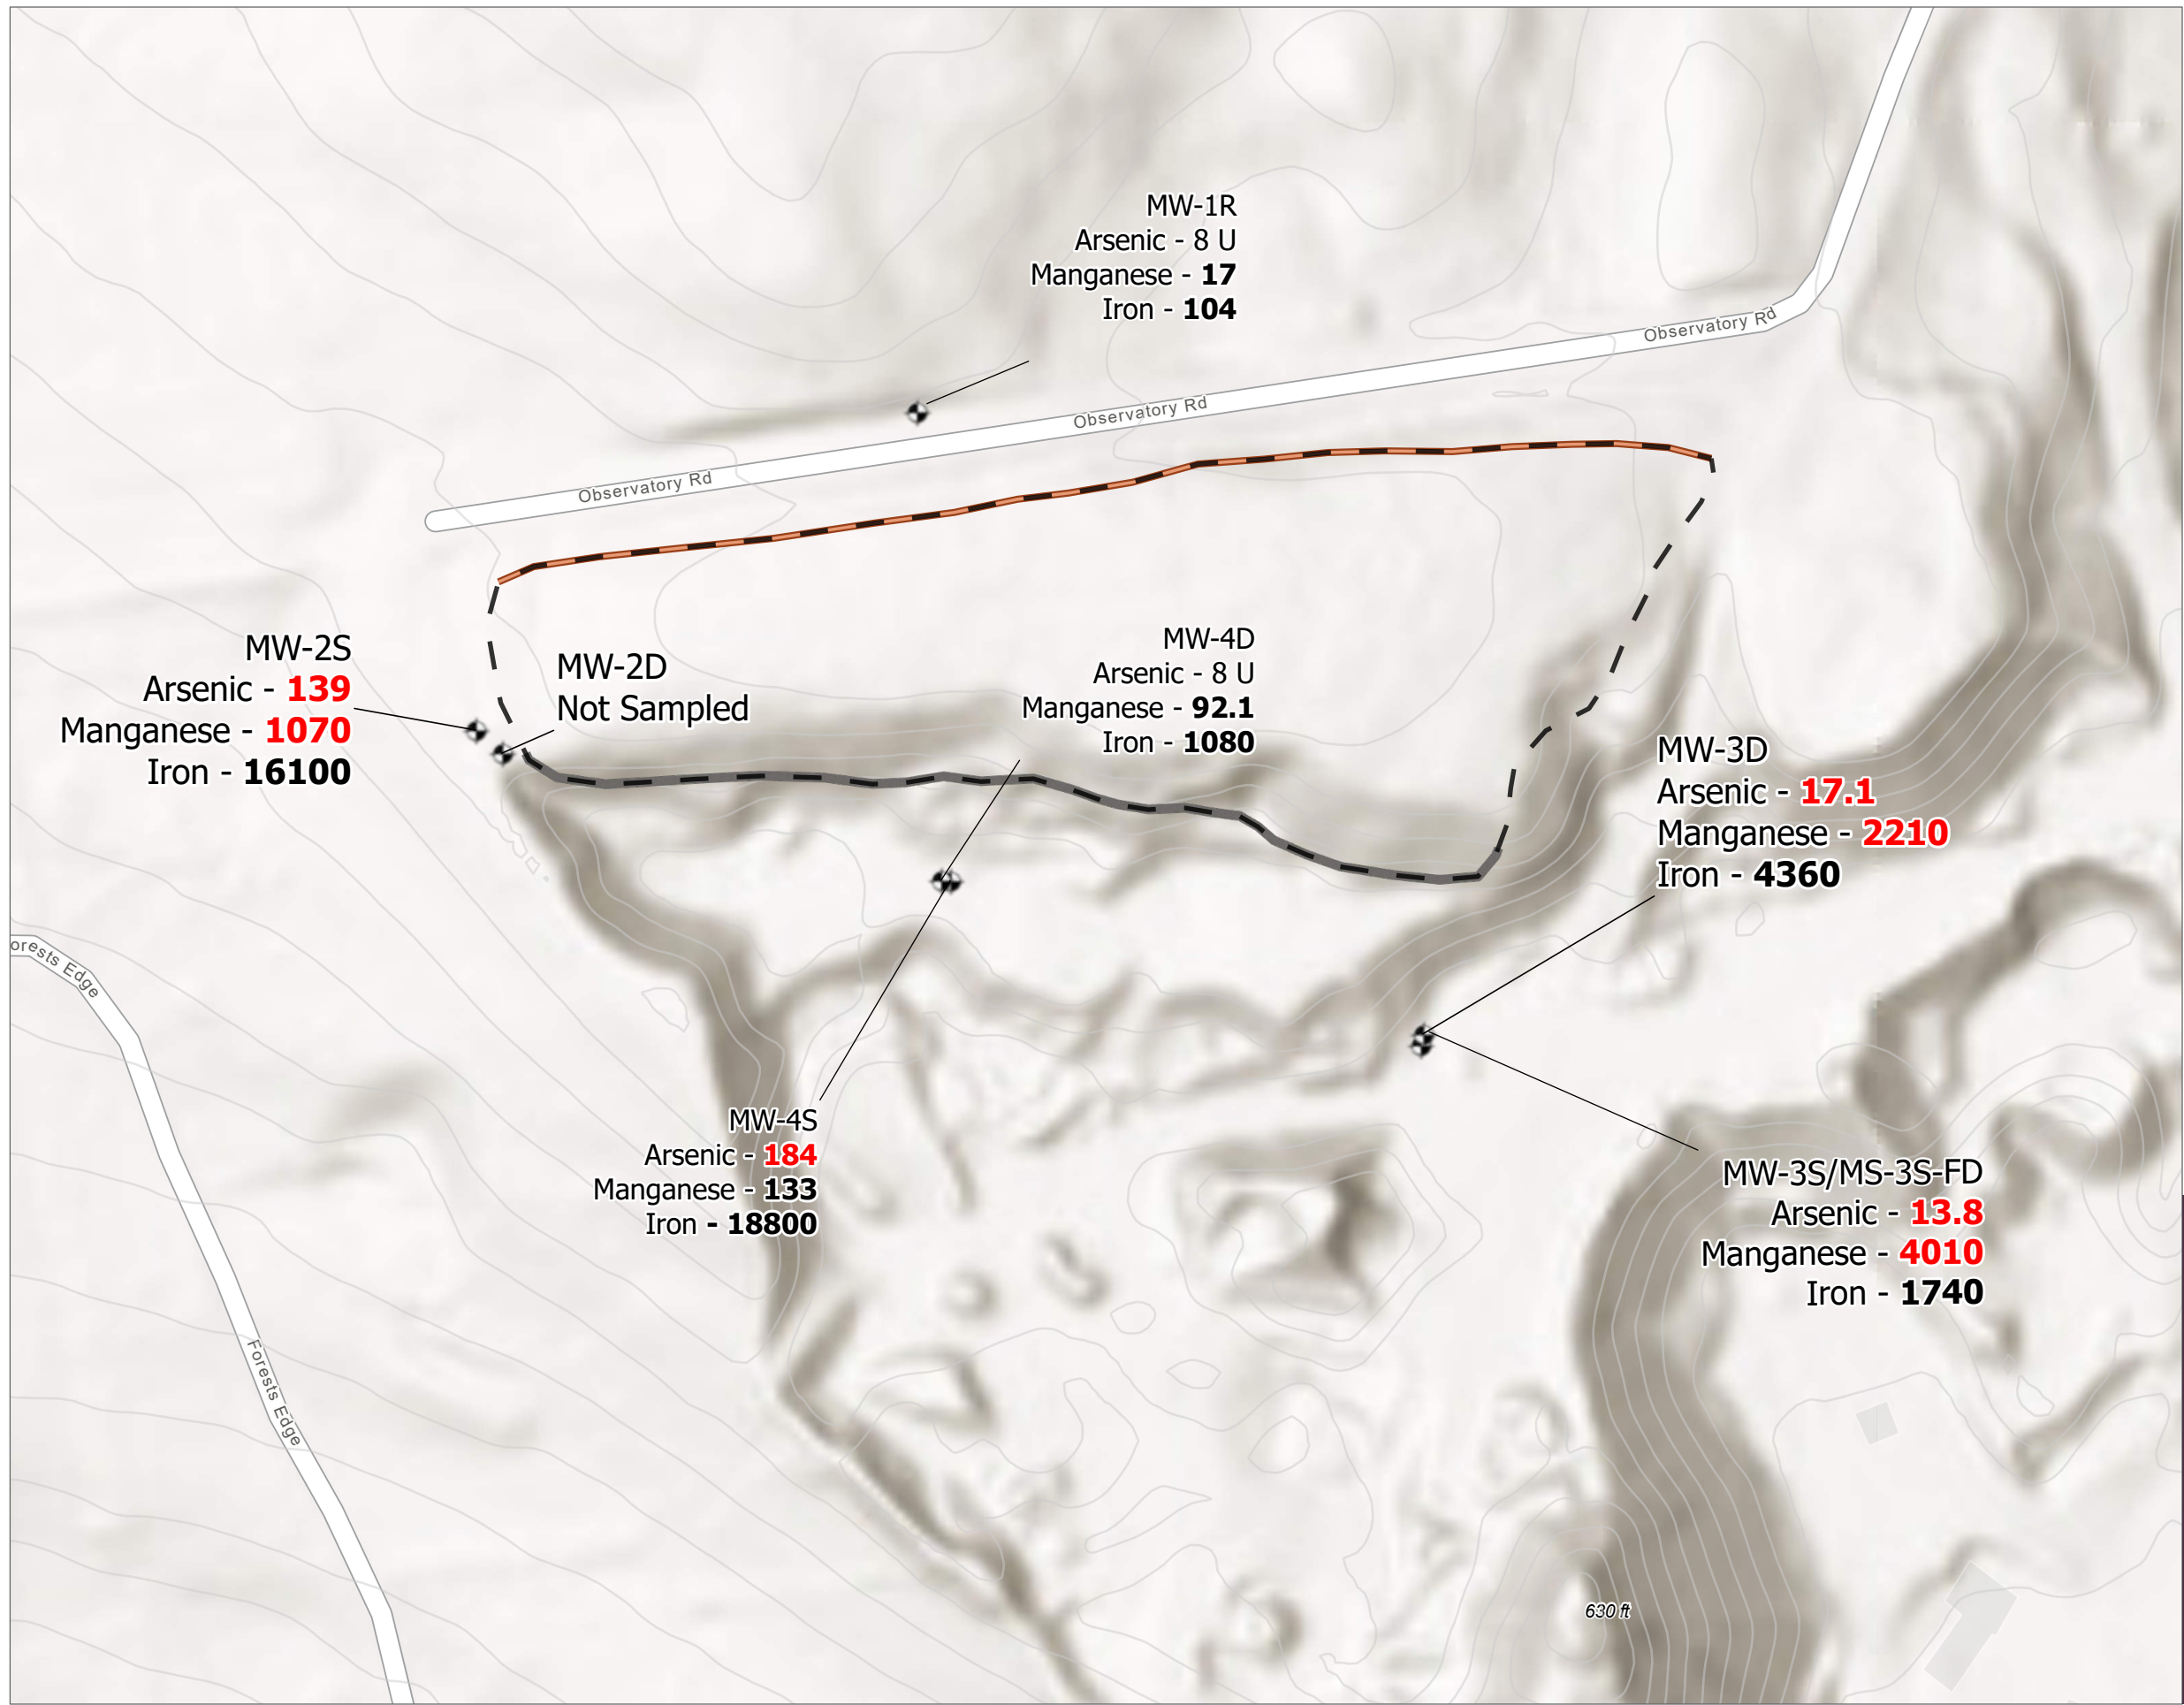 MW-1R
Arsenic - 8 U
Manganese - 17
Iron - 104
Observatory Rd
Observatory Rd
Observatory Rd
MW-2S
Arsenic - 139
Manganese - 1070
Iron - 16100
MW-2D
Not Sampled
MW-4D
Arsenic - 8 U
Manganese - 92.1
Iron - 1080
MW-3D
Arsenic - 17.1
Manganese - 2210
Iron - 4360
orests Edge
MW-4S
Arsenic - 184
Manganese - 133
Iron - 18800
MW-3S/MS-3S-FD
Arsenic - 13.8
Manganese - 4010
Iron - 1740
Forests Edge
630 ft